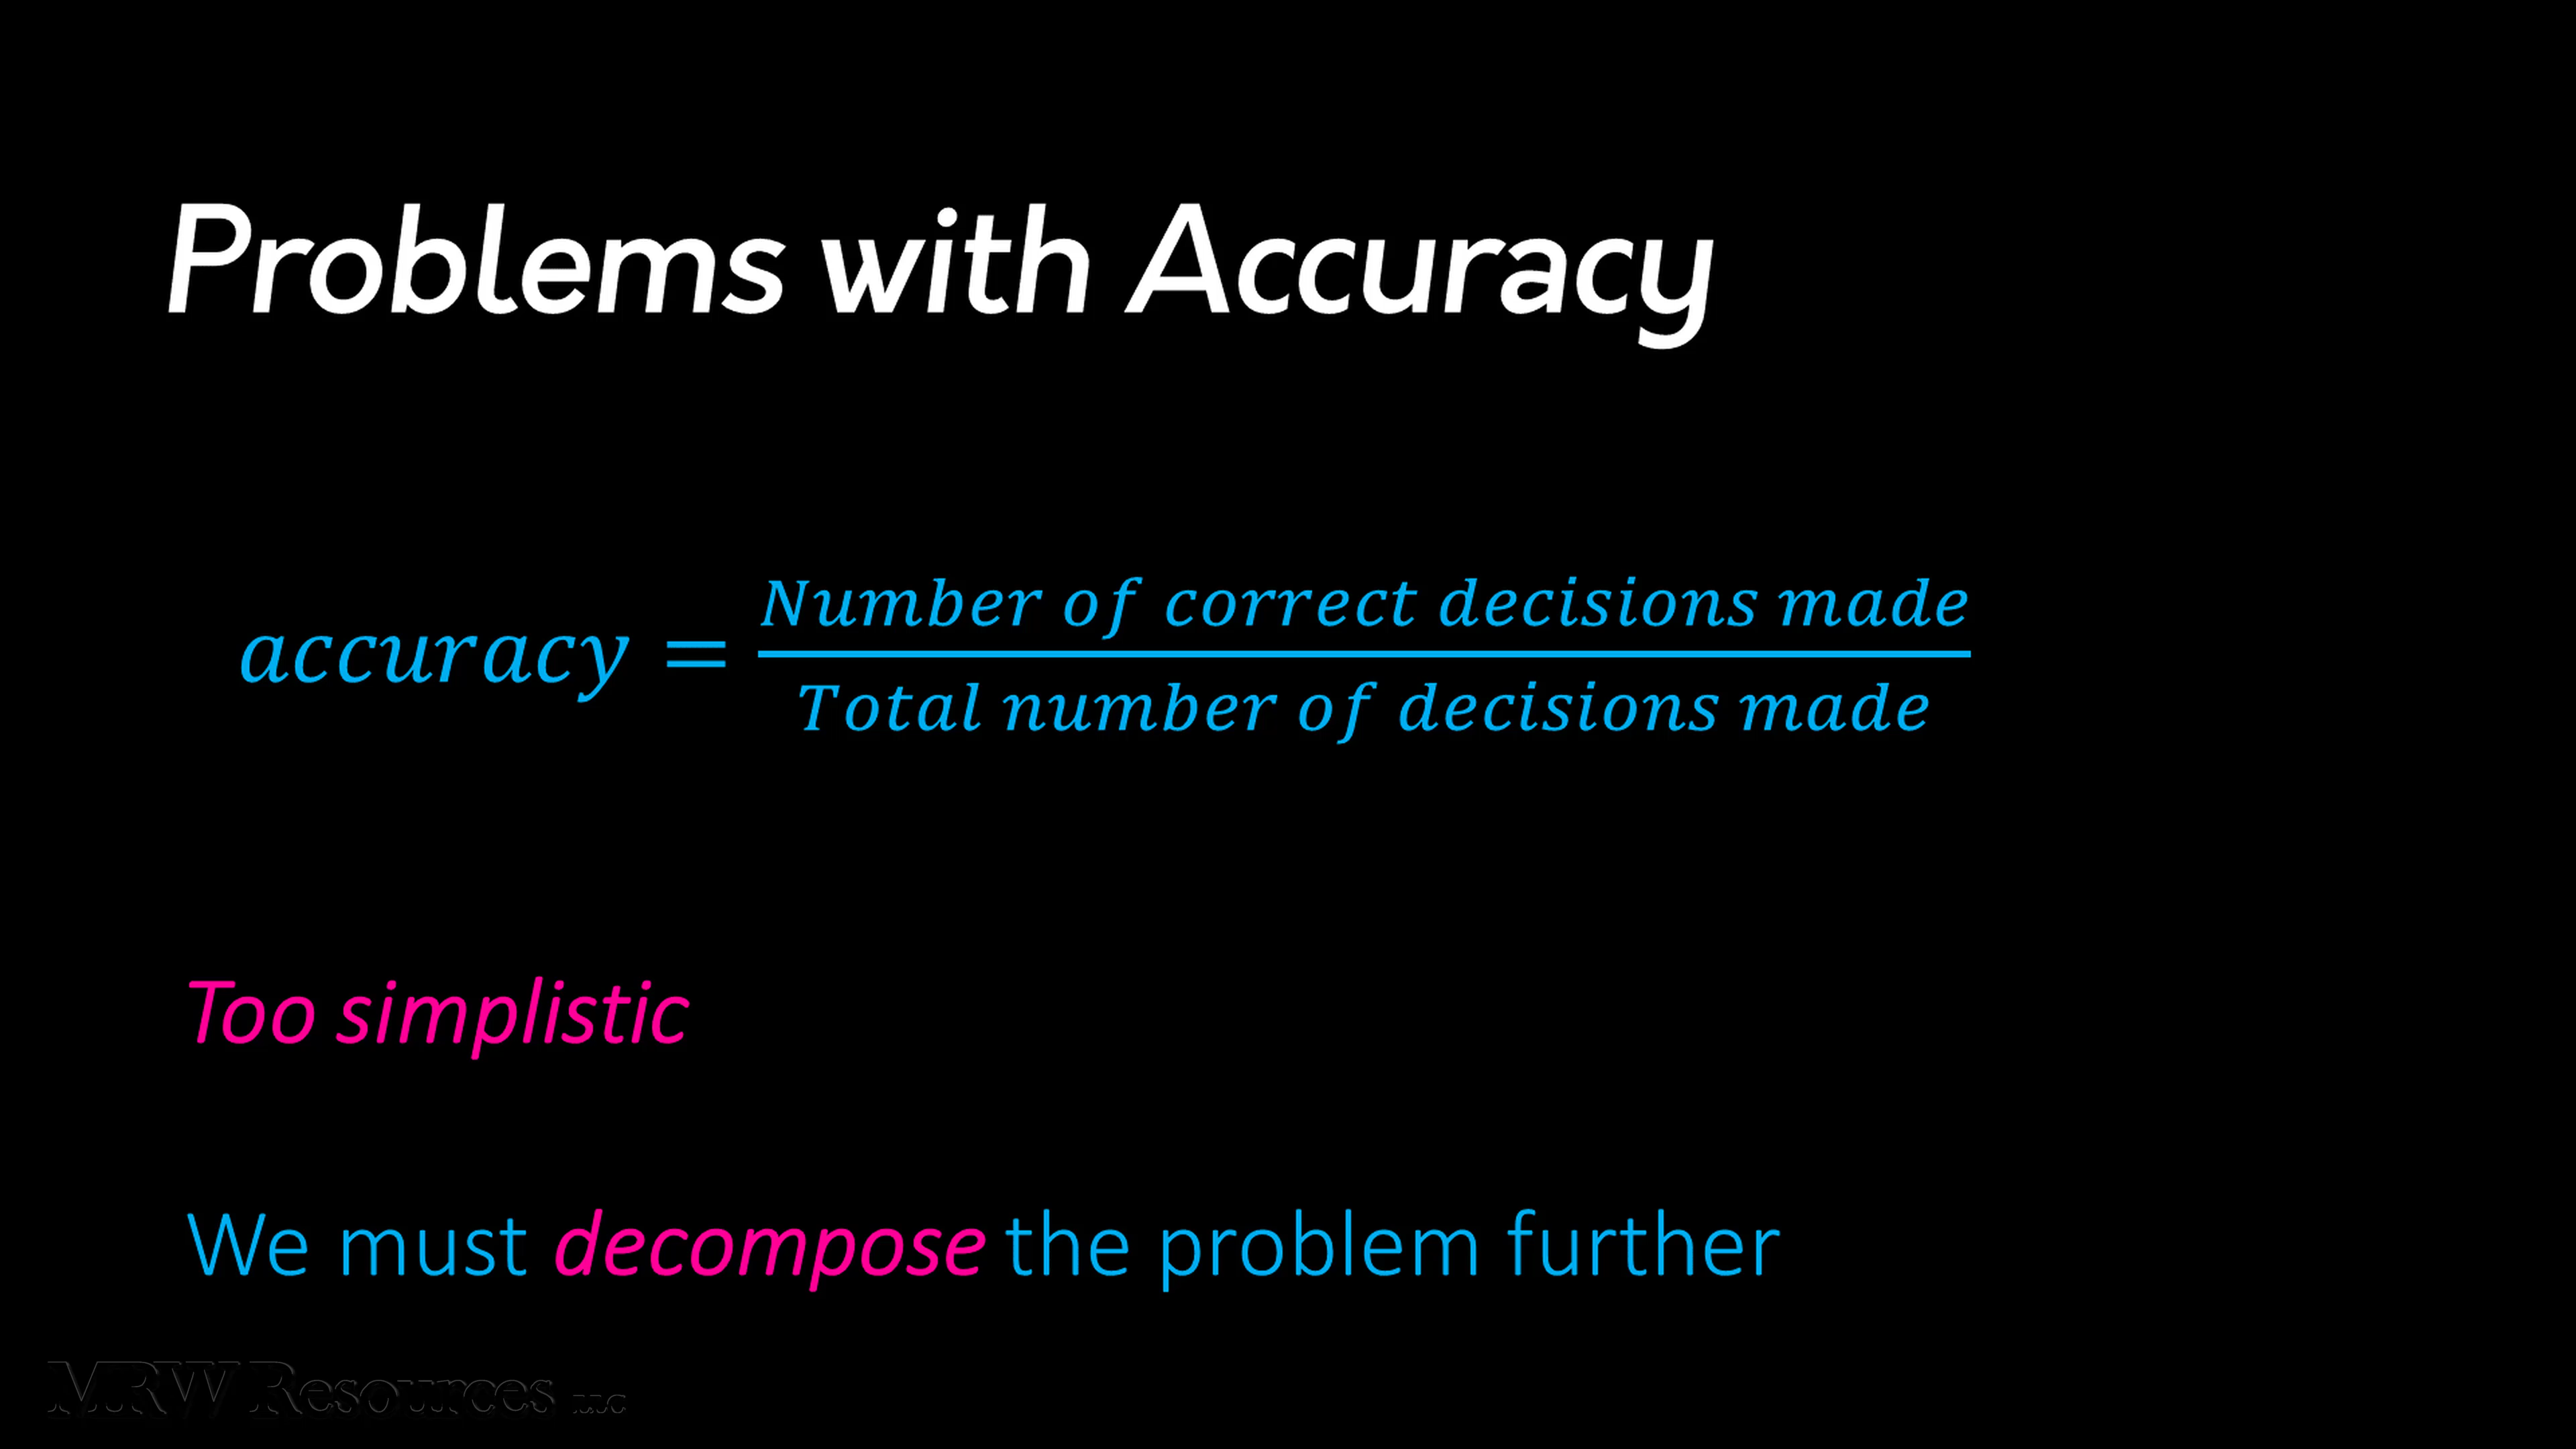 Problems with Accuracy
accuracy = Number of correct decisions made / Total number of decisions made
Too simplistic
We must decompose the problem further
MRW Resources LLC